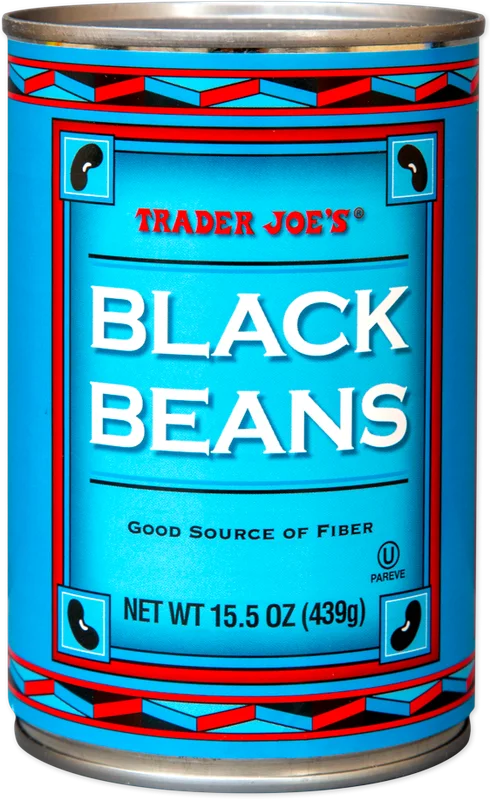 TRADER JOE'S®
BLACK
BEANS
GOOD SOURCE OF FIBER
U
PAREVE
NET WT 15.5 OZ (439g)